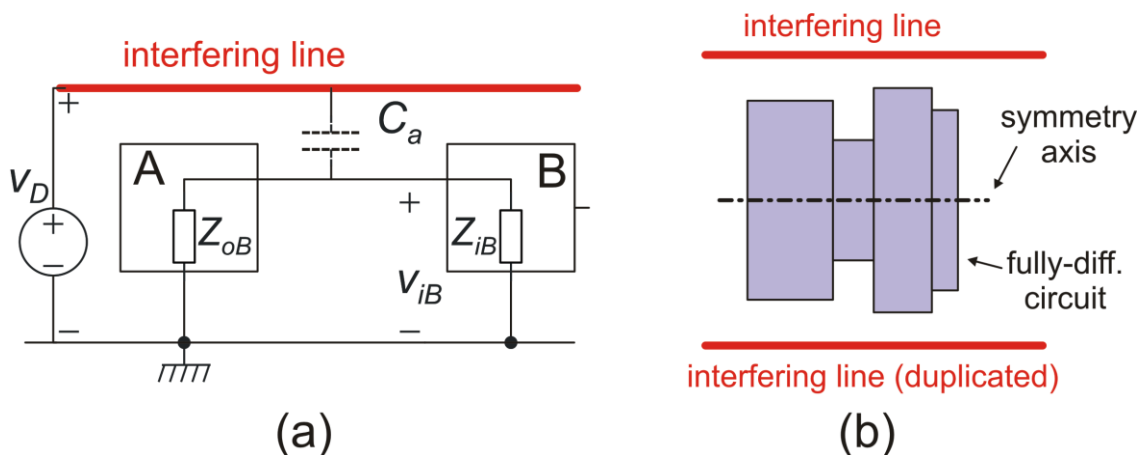 interfering line
C_a
A
B
v_D
+
+
−
−
Z_oB
+
v_iB
−
Z_iB
(a)
interfering line
symmetry
axis
fully-diff.
circuit
interfering line (duplicated)
(b)